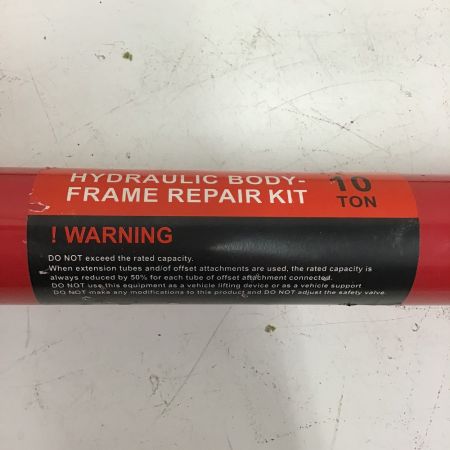 HYDRAULIC BODY-
FRAME REPAIR KIT
10
TON
! WARNING
DO NOT exceed the rated capacity.
When extension tubes and/of offset attachments are used, the rated capacity is
always reduced by 50% for each tube of offset attachment connected.
DO NOT use this equipment as a vehicle lifting device or as a vehicle support
DO NOT make any modifications to this product and DO NOT adjust the safety valve.